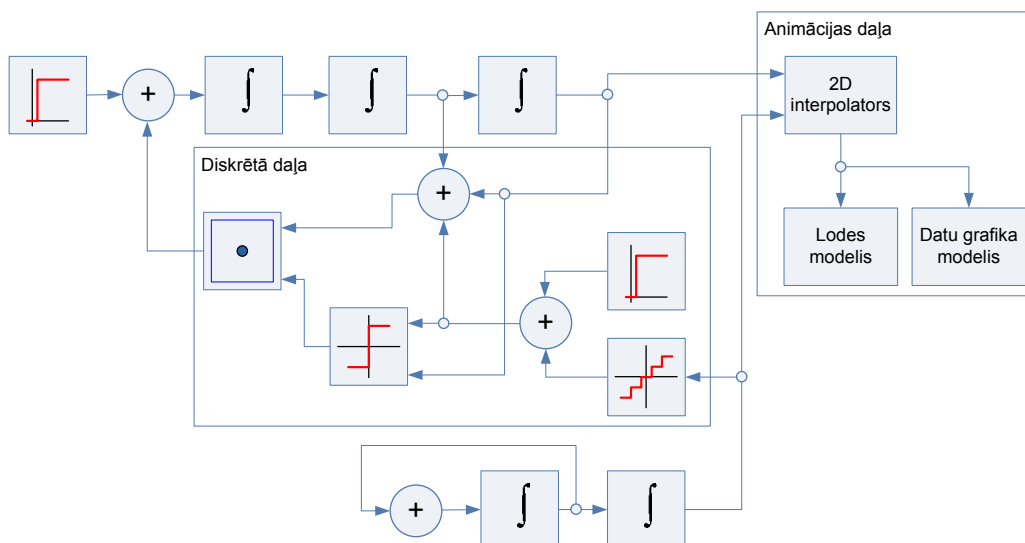 Animācijas daļa
2D
interpolators
Lodes
modelis
Datu grafika
modelis
Diskrētā daļa
+
∫
∫
∫
+
+
+
∫
∫